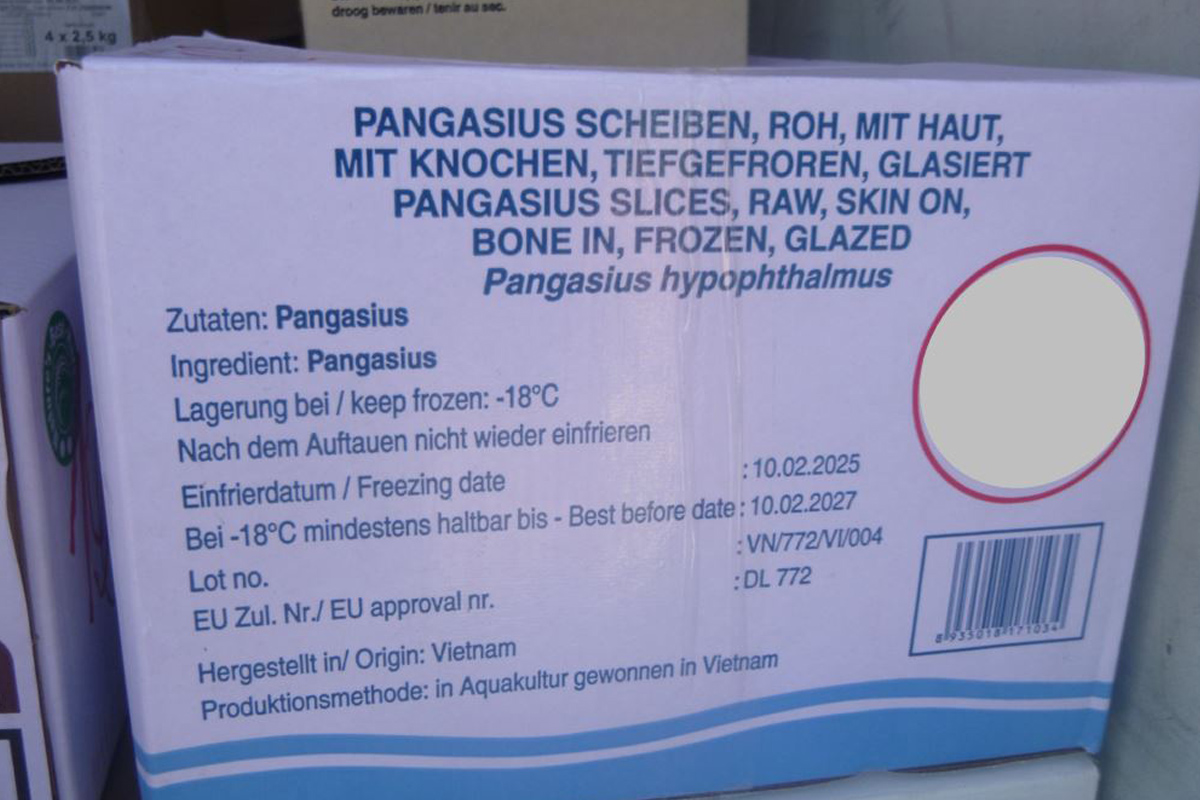 droog bewaren / tenir au sec.
4 x 2,5 kg
PANGASIUS SCHEIBEN, ROH, MIT HAUT,
MIT KNOCHEN, TIEFGEFROREN, GLASIERT
PANGASIUS SLICES, RAW, SKIN ON,
BONE IN, FROZEN, GLAZED
Pangasius hypophthalmus
Zutaten: Pangasius
Ingredient: Pangasius
Lagerung bei / keep frozen: -18°C
Nach dem Auftauen nicht wieder einfrieren
Einfrierdatum / Freezing date : 10.02.2025
Bei -18°C mindestens haltbar bis - Best before date : 10.02.2027
Lot no. : VN/772/VI/004
EU Zul. Nr./ EU approval nr. : DL 772
Hergestellt in/ Origin: Vietnam
Produktionsmethode: in Aquakultur gewonnen in Vietnam
8 935018 171034